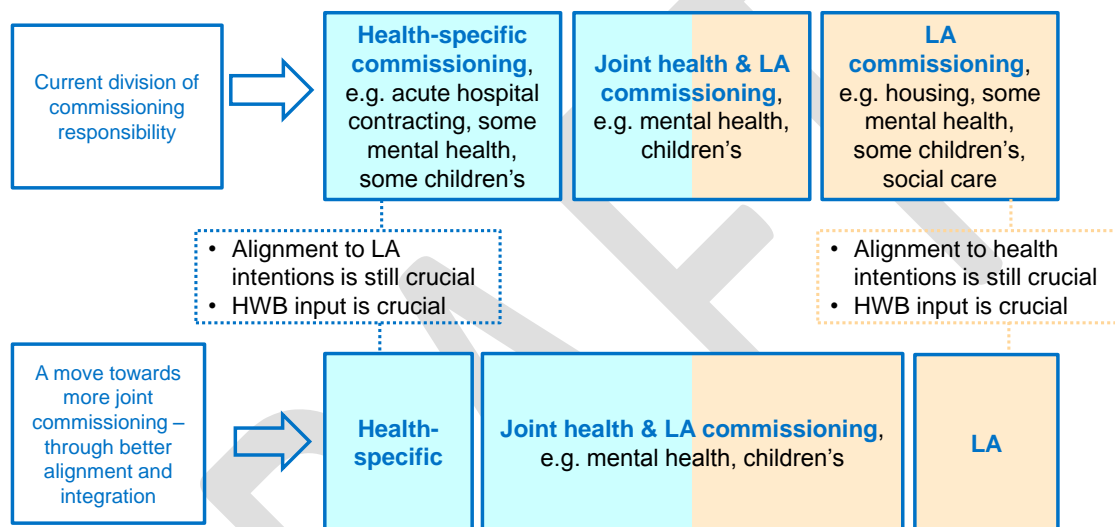 Current division of
commissioning
responsibility
Health-specific
commissioning,
e.g. acute hospital
contracting, some
mental health,
some children’s
Joint health & LA
commissioning,
e.g. mental health,
children’s
LA
commissioning,
e.g. housing, some
mental health,
some children’s,
social care
• Alignment to LA
intentions is still crucial
• HWB input is crucial
• Alignment to health
intentions is still crucial
• HWB input is crucial
A move towards
more joint
commissioning –
through better
alignment and
integration
Health-
specific
Joint health & LA commissioning,
e.g. mental health, children’s
LA
DRAFT